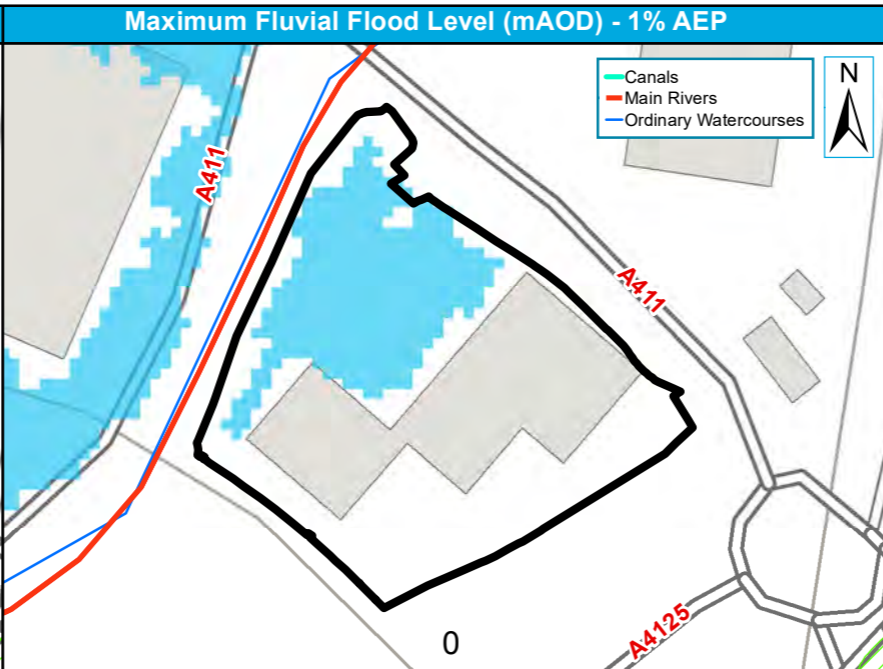 Maximum Fluvial Flood Level (mAOD) - 1% AEP
Canals
Main Rivers
Ordinary Watercourses
N
A411
A411
A4125
0